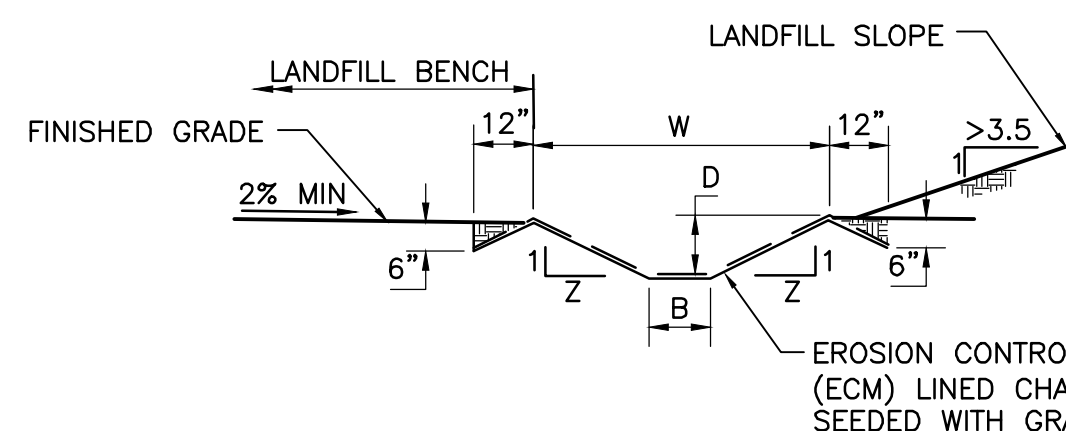 LANDFILL SLOPE
LANDFILL BENCH
FINISHED GRADE
12"
W
12"
>3.5
1
D
2% MIN
6"
1
Z
Z
1
6"
B
EROSION CONTRO
(ECM) LINED CHA
SEEDED WITH GRA